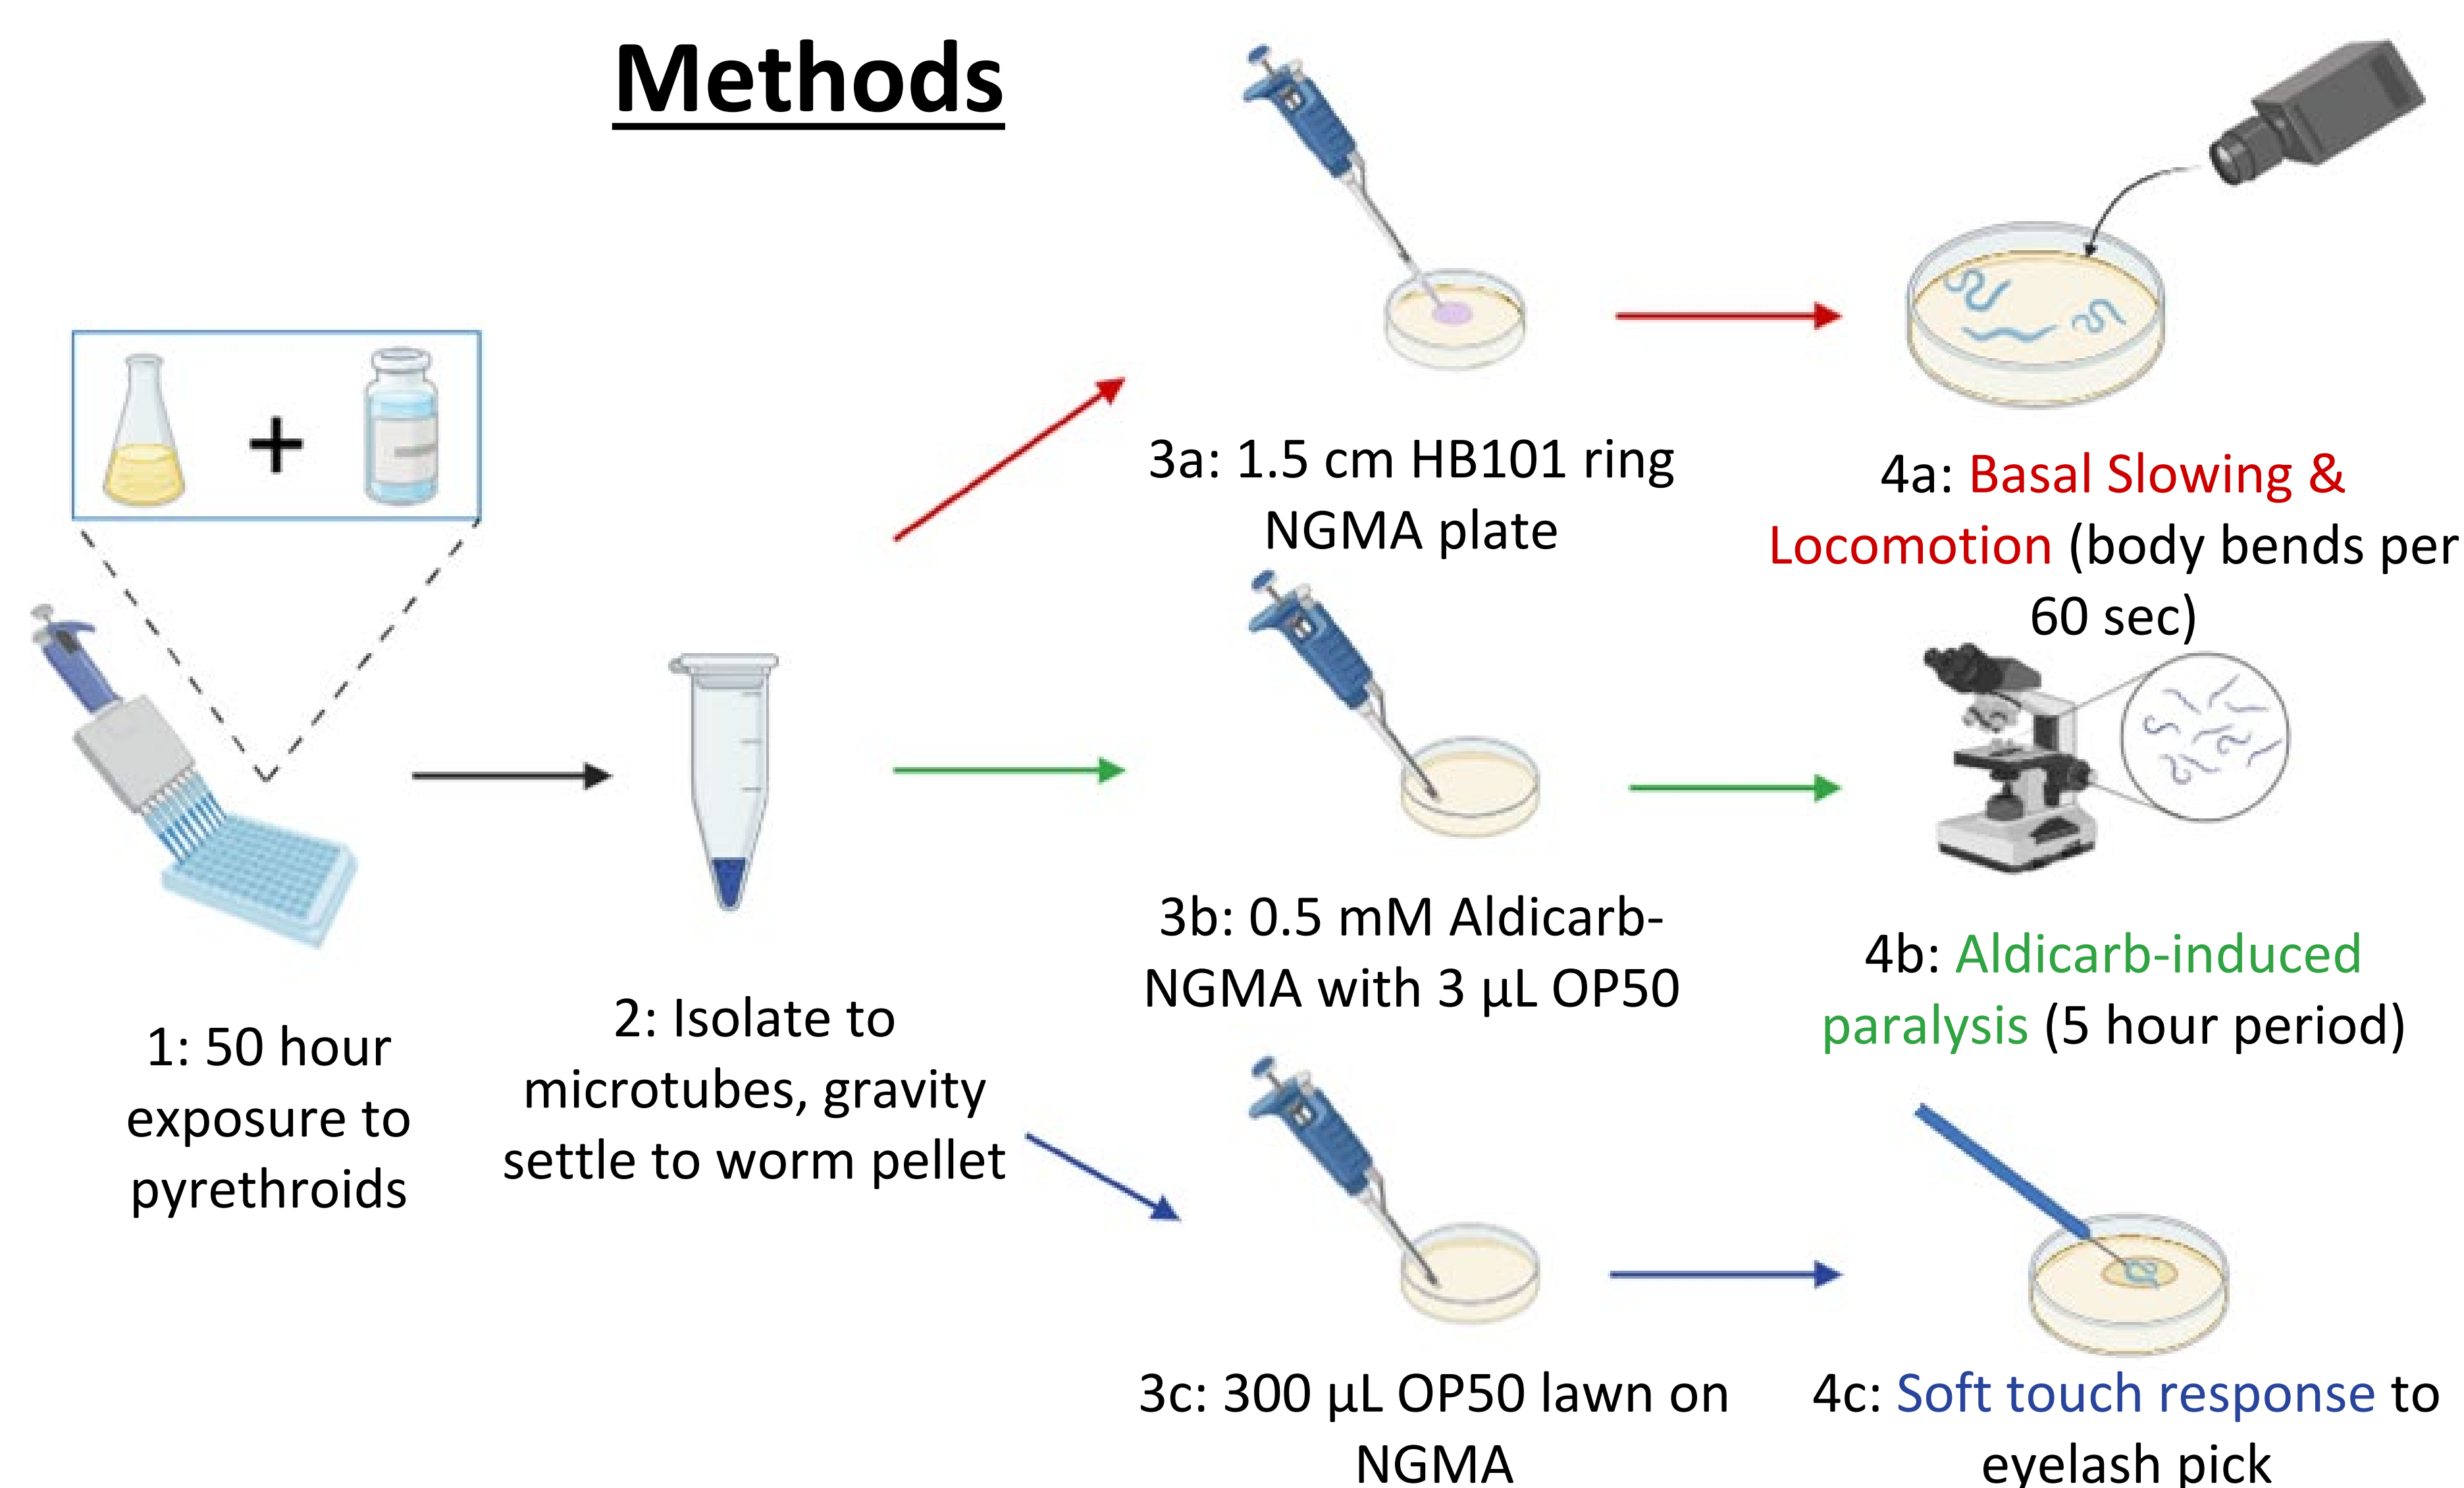 Methods
+
1: 50 hour
exposure to
pyrethroids
2: Isolate to
microtubes, gravity
settle to worm pellet
3a: 1.5 cm HB101 ring
NGMA plate
4a: Basal Slowing &
Locomotion (body bends per
60 sec)
3b: 0.5 mM Aldicarb-
NGMA with 3 µL OP50
4b: Aldicarb-induced
paralysis (5 hour period)
3c: 300 µL OP50 lawn on
NGMA
4c: Soft touch response to
eyelash pick